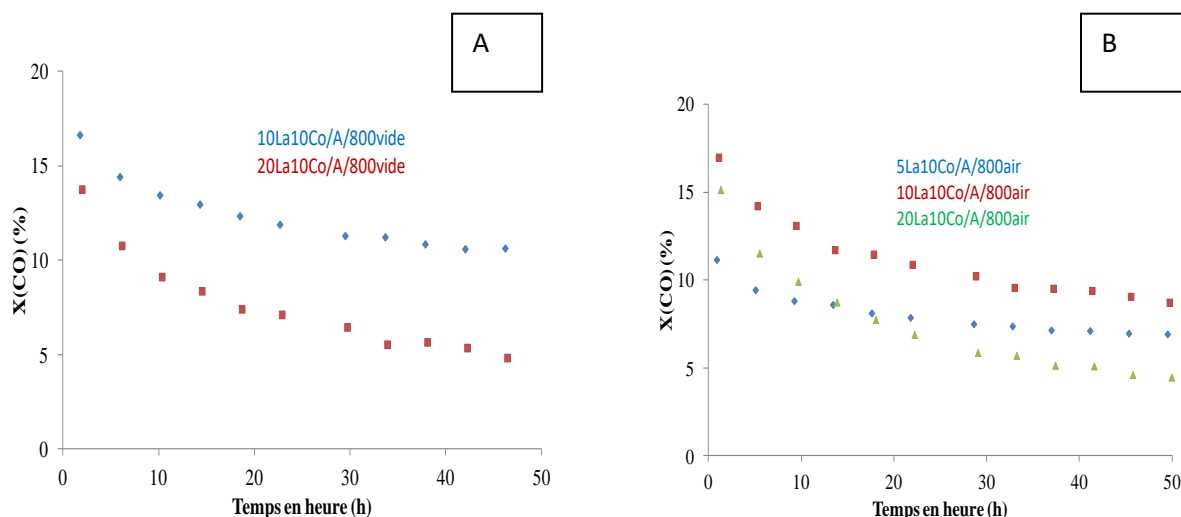 A
20
15
10
5
0
X(CO) (%)
10La10Co/A/800vide
20La10Co/A/800vide
0 10 20 30 40 50
Temps en heure (h)
B
20
15
10
5
0
X(CO) (%)
5La10Co/A/800air
10La10Co/A/800air
20La10Co/A/800air
0 10 20 30 40 50
Temps en heure (h)